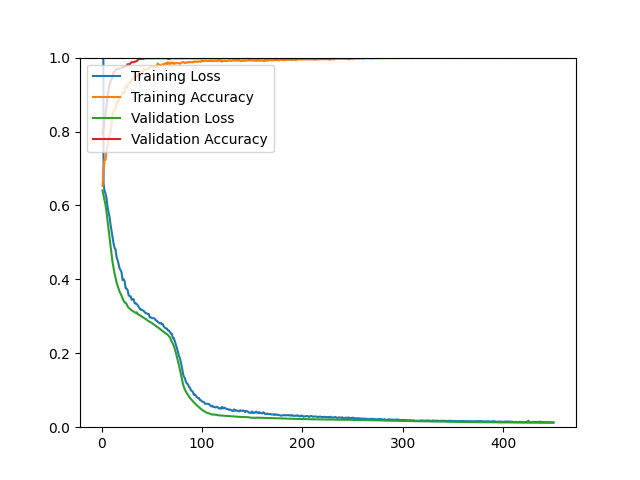 1.0
0.8
0.6
0.4
0.2
0.0
Training Loss
Training Accuracy
Validation Loss
Validation Accuracy
0 100 200 300 400